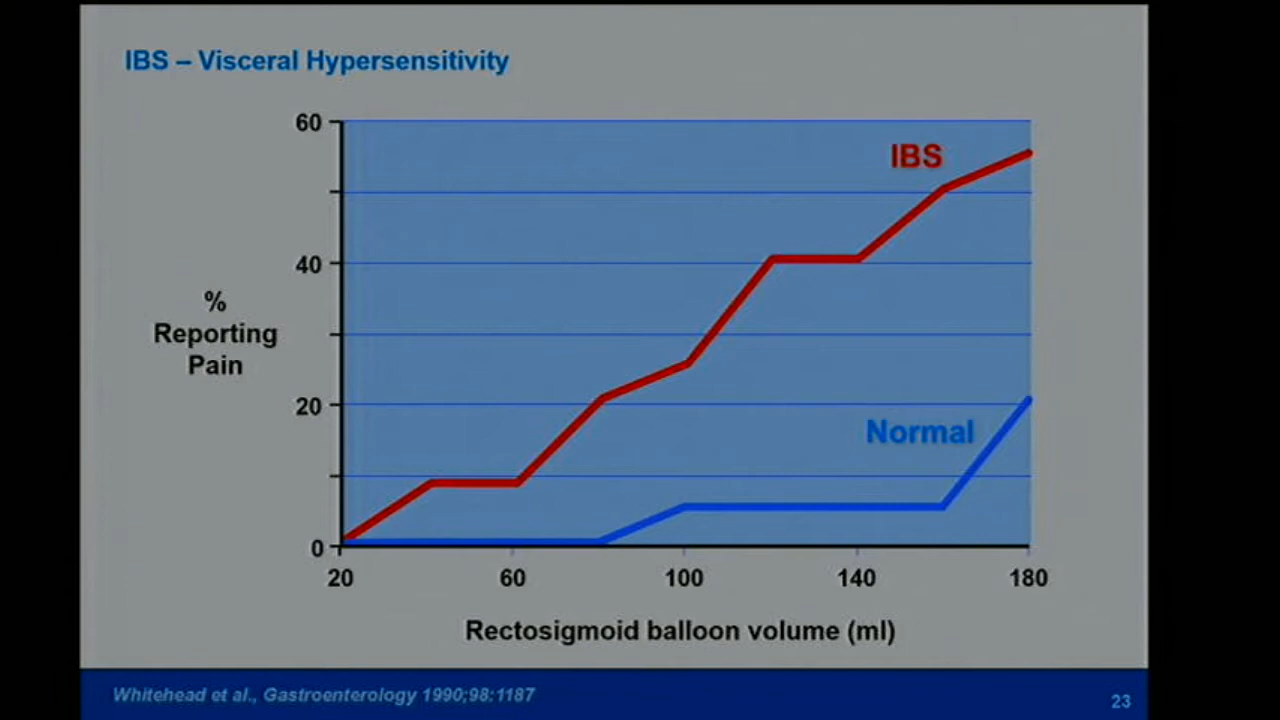 IBS – Visceral Hypersensitivity
60
IBS
40
%
Reporting
Pain
20
Normal
0
20 60 100 140 180
Rectosigmoid balloon volume (ml)
Whitehead et al., Gastroenterology 1990;98:1187
23